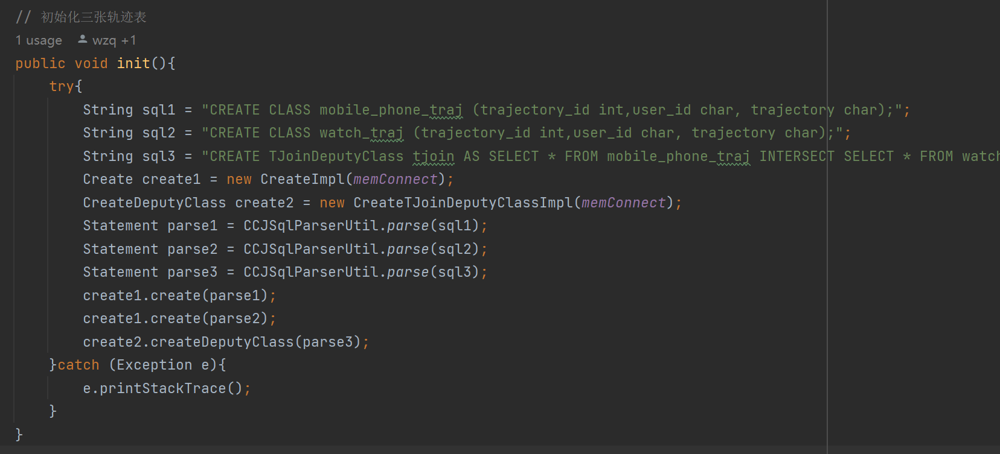 // 初始化三张轨迹表
1 usage wzq +1
public void init(){
try{
String sql1 = "CREATE CLASS mobile_phone_traj (trajectory_id int,user_id char, trajectory char);";
String sql2 = "CREATE CLASS watch_traj (trajectory_id int,user_id char, trajectory char);";
String sql3 = "CREATE TJoinDeputyClass tjoin AS SELECT * FROM mobile_phone_traj INTERSECT SELECT * FROM watch
Create create1 = new CreateImpl(memConnect);
CreateDeputyClass create2 = new CreateTJoinDeputyClassImpl(memConnect);
Statement parse1 = CCJSqlParserUtil.parse(sql1);
Statement parse2 = CCJSqlParserUtil.parse(sql2);
Statement parse3 = CCJSqlParserUtil.parse(sql3);
create1.create(parse1);
create1.create(parse2);
create2.createDeputyClass(parse3);
}catch (Exception e){
e.printStackTrace();
}
}